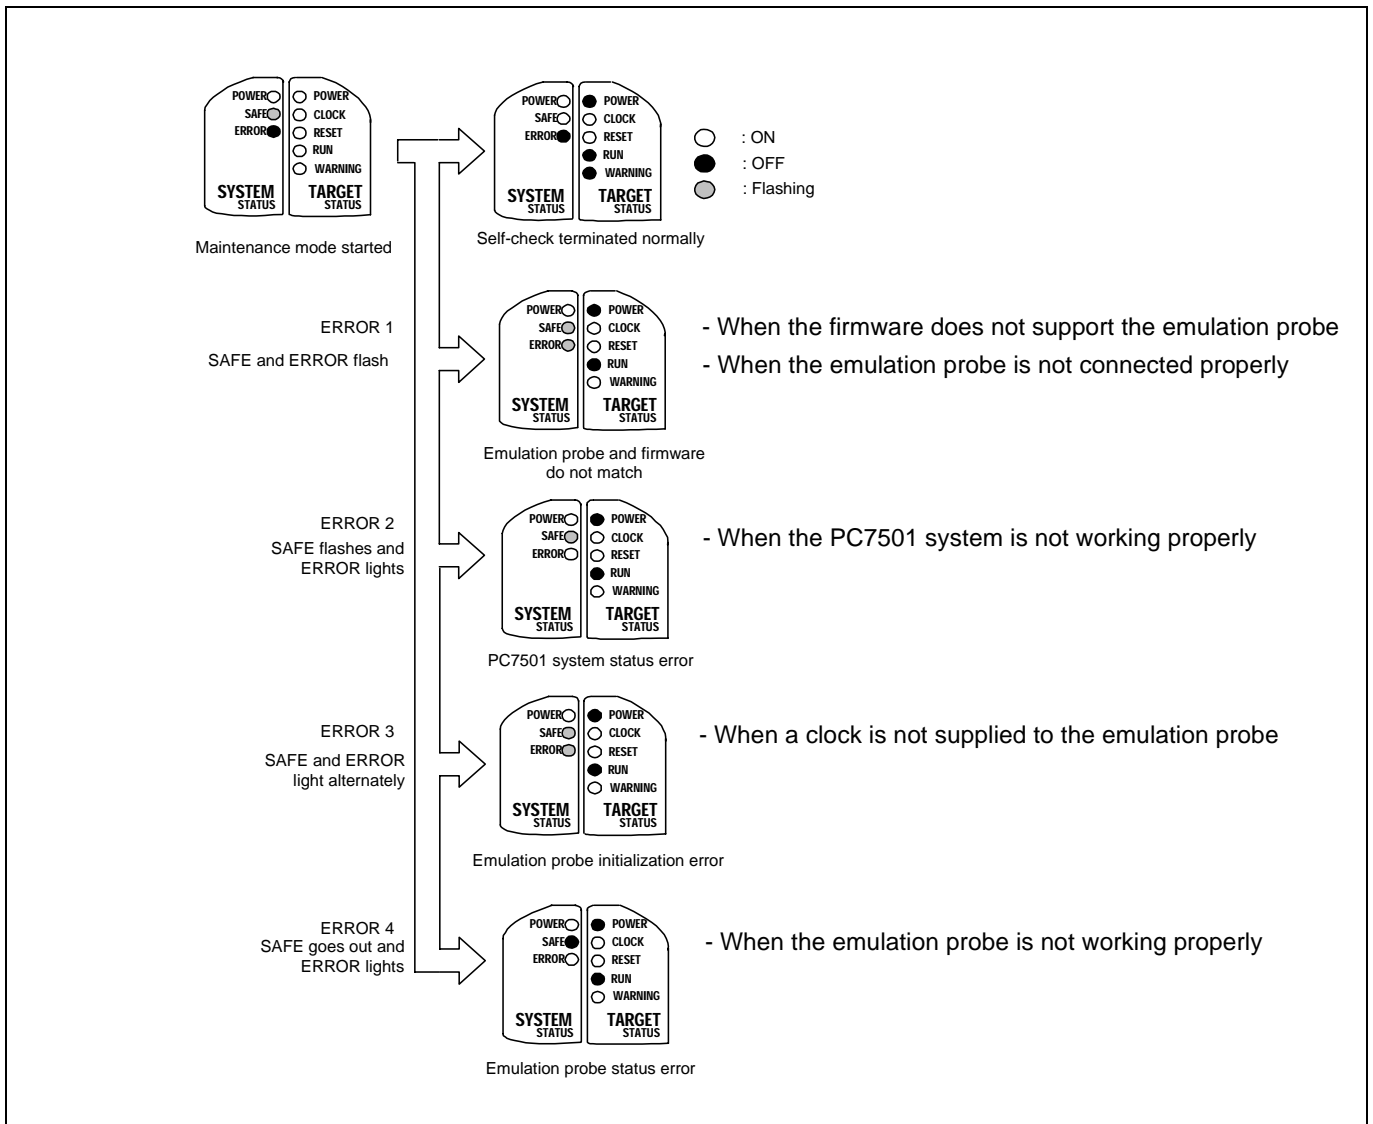 POWER
SAFE
ERROR
POWER
CLOCK
RESET
RUN
WARNING
SYSTEM
STATUS
TARGET
STATUS
Maintenance mode started
POWER
SAFE
ERROR
POWER
CLOCK
RESET
RUN
WARNING
SYSTEM
STATUS
TARGET
STATUS
Self-check terminated normally
: ON
: OFF
: Flashing
ERROR 1
SAFE and ERROR flash
POWER
SAFE
ERROR
POWER
CLOCK
RESET
RUN
WARNING
SYSTEM
STATUS
TARGET
STATUS
Emulation probe and firmware
do not match
- When the firmware does not support the emulation probe
- When the emulation probe is not connected properly
ERROR 2
SAFE flashes and
ERROR lights
POWER
SAFE
ERROR
POWER
CLOCK
RESET
RUN
WARNING
SYSTEM
STATUS
TARGET
STATUS
PC7501 system status error
- When the PC7501 system is not working properly
ERROR 3
SAFE and ERROR
light alternately
POWER
SAFE
ERROR
POWER
CLOCK
RESET
RUN
WARNING
SYSTEM
STATUS
TARGET
STATUS
Emulation probe initialization error
- When a clock is not supplied to the emulation probe
ERROR 4
SAFE goes out and
ERROR lights
POWER
SAFE
ERROR
POWER
CLOCK
RESET
RUN
WARNING
SYSTEM
STATUS
TARGET
STATUS
Emulation probe status error
- When the emulation probe is not working properly